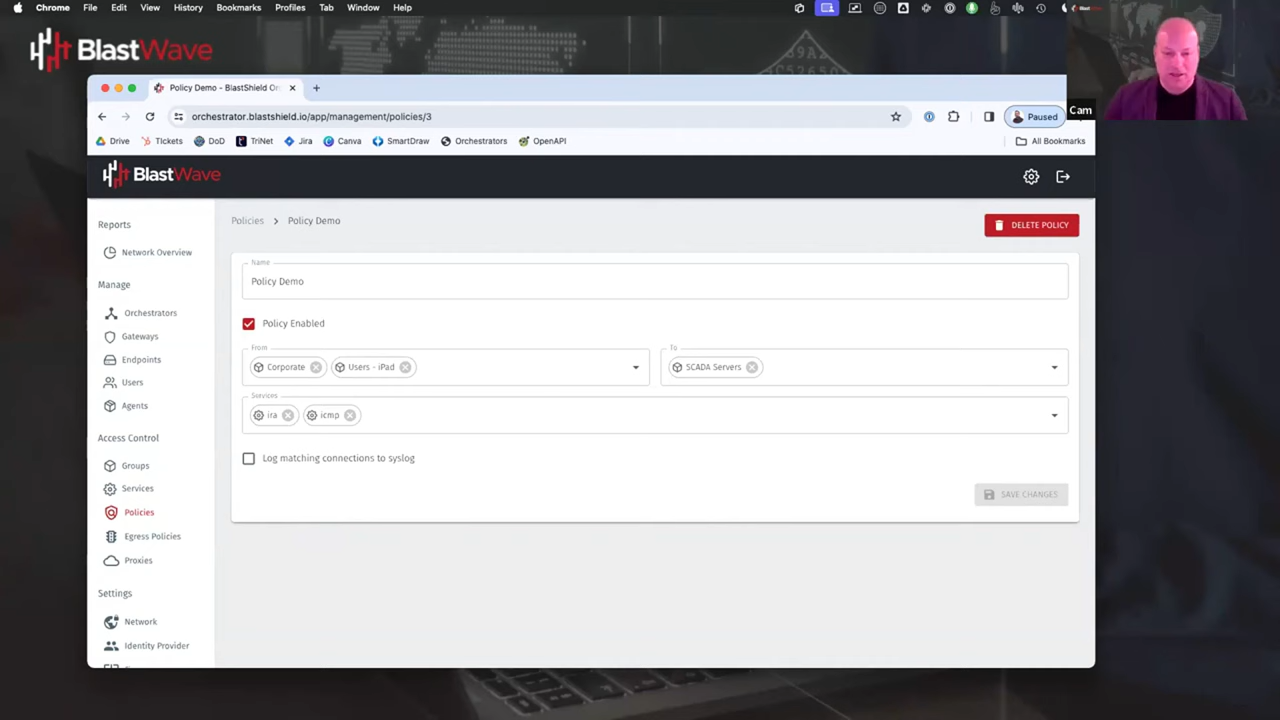 Chrome File Edit View History Bookmarks Profiles Tab Window Help
BlastWave
39A
4C52650
Policy Demo - BlastShield Or
orchestrator.blastshield.io/app/management/policies/3
Paused
Cam
Drive TIckets DoD TriNet Jira Canva SmartDraw Orchestrators OpenAPI All Bookmarks
BlastWave
Reports
Network Overview
Manage
Orchestrators
Gateways
Endpoints
Users
Agents
Access Control
Groups
Services
Policies
Egress Policies
Proxies
Settings
Network
Identity Provider
Policies > Policy Demo
DELETE POLICY
Name
Policy Demo
Policy Enabled
From
Corporate Users - iPad
To
SCADA Servers
Services
ira icmp
Log matching connections to syslog
SAVE CHANGES